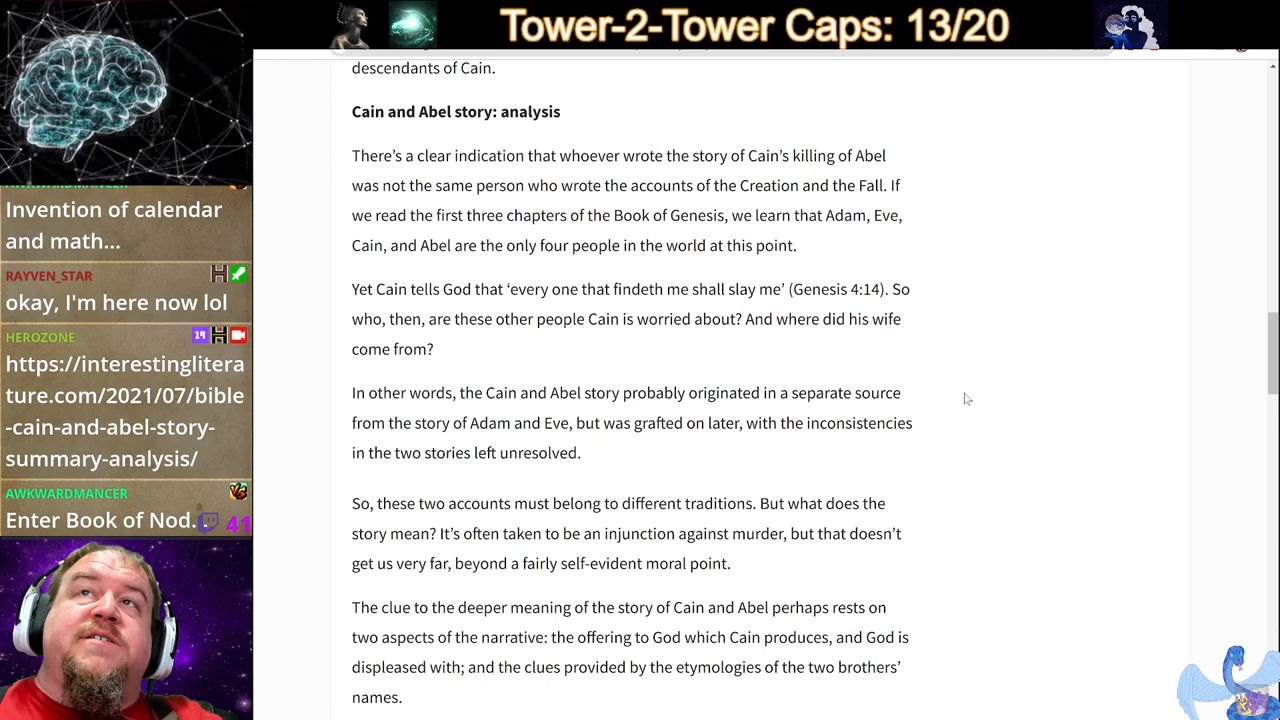 Tower-2-Tower Caps: 13/20
descendants of Cain.
Cain and Abel story: analysis
There's a clear indication that whoever wrote the story of Cain's killing of Abel
was not the same person who wrote the accounts of the Creation and the Fall. If
we read the first three chapters of the Book of Genesis, we learn that Adam, Eve,
Cain, and Abel are the only four people in the world at this point.
Yet Cain tells God that ‘every one that findeth me shall slay me’ (Genesis 4:14). So
who, then, are these other people Cain is worried about? And where did his wife
come from?
In other words, the Cain and Abel story probably originated in a separate source
from the story of Adam and Eve, but was grafted on later, with the inconsistencies
in the two stories left unresolved.
So, these two accounts must belong to different traditions. But what does the
story mean? It’s often taken to be an injunction against murder, but that doesn’t
get us very far, beyond a fairly self-evident moral point.
The clue to the deeper meaning of the story of Cain and Abel perhaps rests on
two aspects of the narrative: the offering to God which Cain produces, and God is
displeased with; and the clues provided by the etymologies of the two brothers’
names.
AWKWARDMANCER
Invention of calendar
and math...
RAYVEN_STAR
okay, I'm here now lol
HEROZONE
19
https://interestinglitera
ture.com/2021/07/bible
-cain-and-abel-story-
summary-analysis/
AWKWARDMANCER
Enter Book of Nod..
41